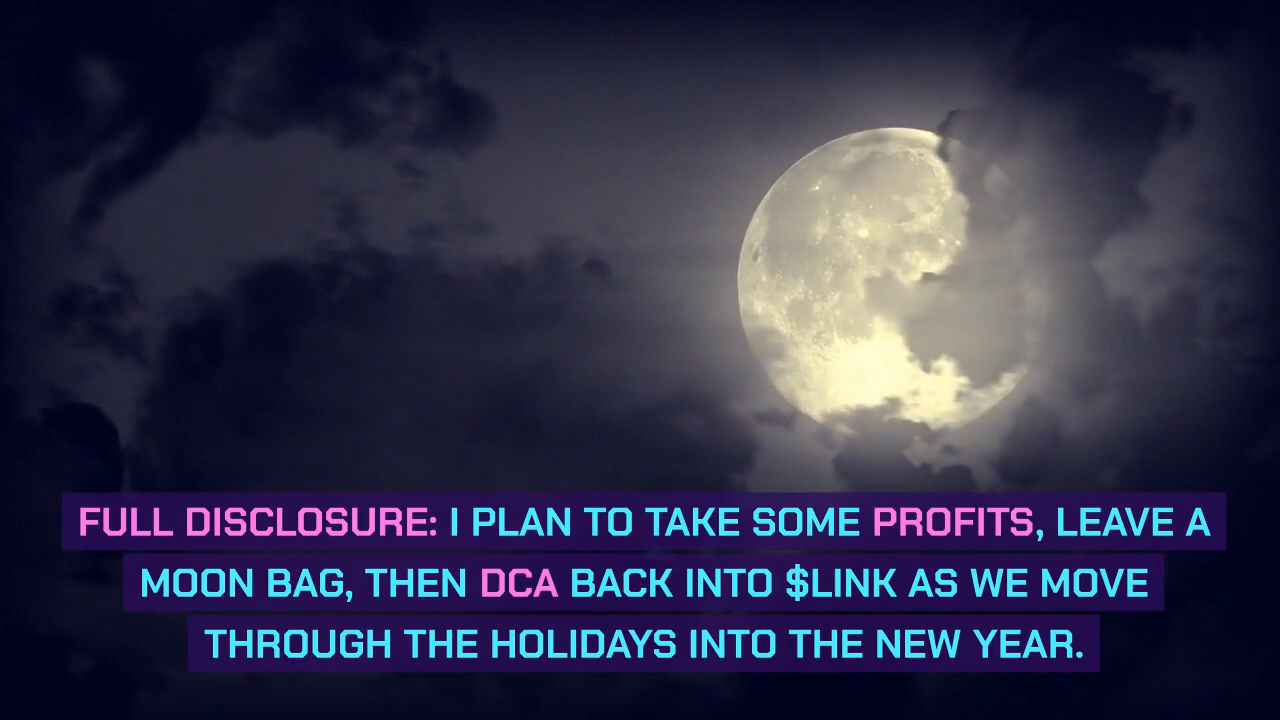 FULL DISCLOSURE: I PLAN TO TAKE SOME PROFITS, LEAVE A
MOON BAG, THEN DCA BACK INTO $LINK AS WE MOVE
THROUGH THE HOLIDAYS INTO THE NEW YEAR.